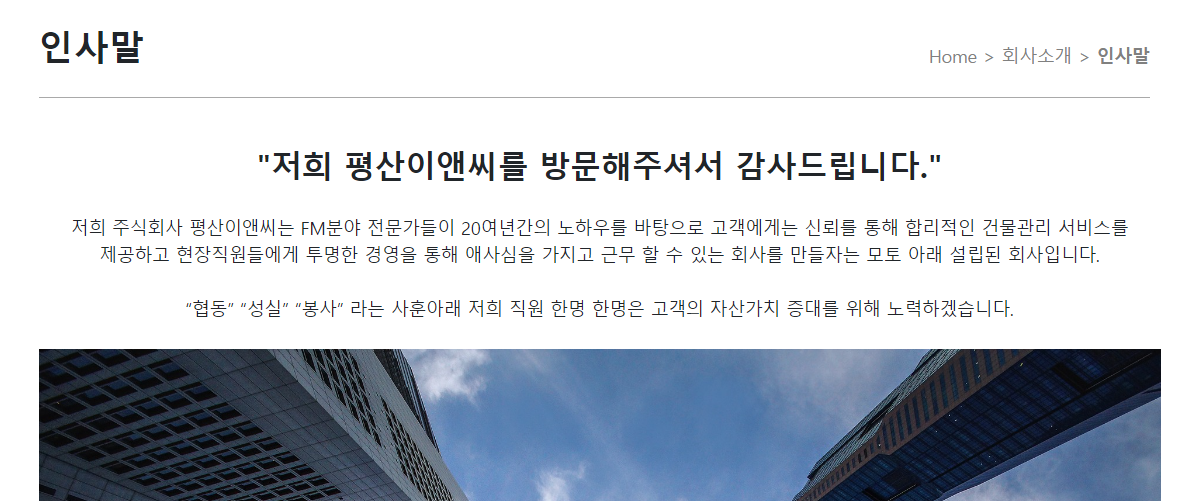 인사말
Home > 회사소개 > 인사말
"저희 평산이앤씨를 방문해주셔서 감사드립니다."
저희 주식회사 평산이앤씨는 FM분야 전문가들이 20여년간의 노하우를 바탕으로 고객에게는 신뢰를 통해 합리적인 건물관리 서비스를
제공하고 현장직원들에게 투명한 경영을 통해 애사심을 가지고 근무 할 수 있는 회사를 만들자는 모토 아래 설립된 회사입니다.
“협동” “성실” “봉사” 라는 사훈아래 저희 직원 한명 한명은 고객의 자산가치 증대를 위해 노력하겠습니다.